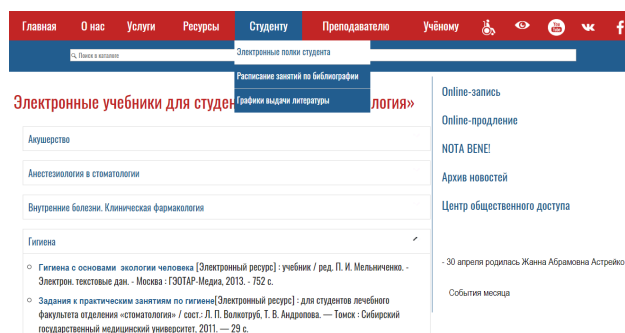 Главная О нас Услуги Ресурсы Студенту Преподавателю Учёному
Поиск в каталоге
Электронные полки студента
Расписание занятий по библиографии
Графики выдачи литературы
Электронные учебники для студен логия»
Акушерство
Анестезиология в стоматологии
Внутренние болезни. Клиническая фармакология
Гигиена
Гигиена с основами экологии человека [Электронный ресурс] : учебник / ред. П. И. Мельниченко. -
Электрон. текстовые дан. - Москва : ГЭОТАР-Медиа, 2013. - 752 с.
Задания к практическим занятиям по гигиене[Электронный ресурс] : для студентов лечебного
факультета отделения «стоматология» / сост.: Л. П. Волкотруб, Т. В. Андропова. — Томск : Сибирский
государственный медицинский университет, 2011. — 29 с.
Online-запись
Online-продление
NOTA BENE!
Архив новостей
Центр общественного доступа
- 30 апреля родилась Жанна Абрамовна Астрейко
События месяца